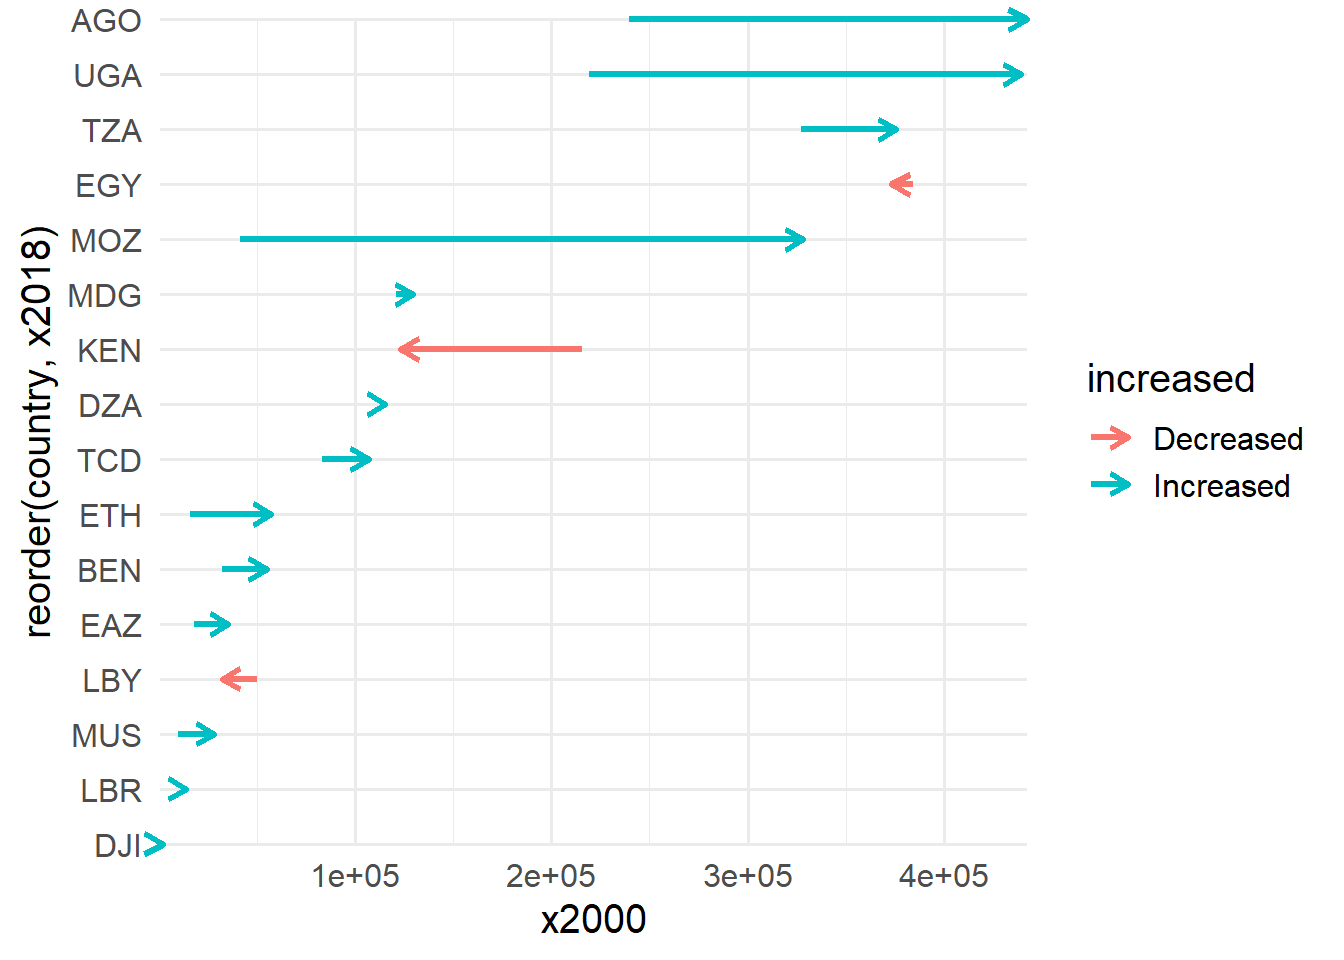 AGO
UGA
TZA
EGY
MOZ
MDG
KEN
DZA
TCD
ETH
BEN
EAZ
LBY
MUS
LBR
DJI
reorder(country, x2018)
1e+05 2e+05 3e+05 4e+05
x2000
increased
Decreased
Increased